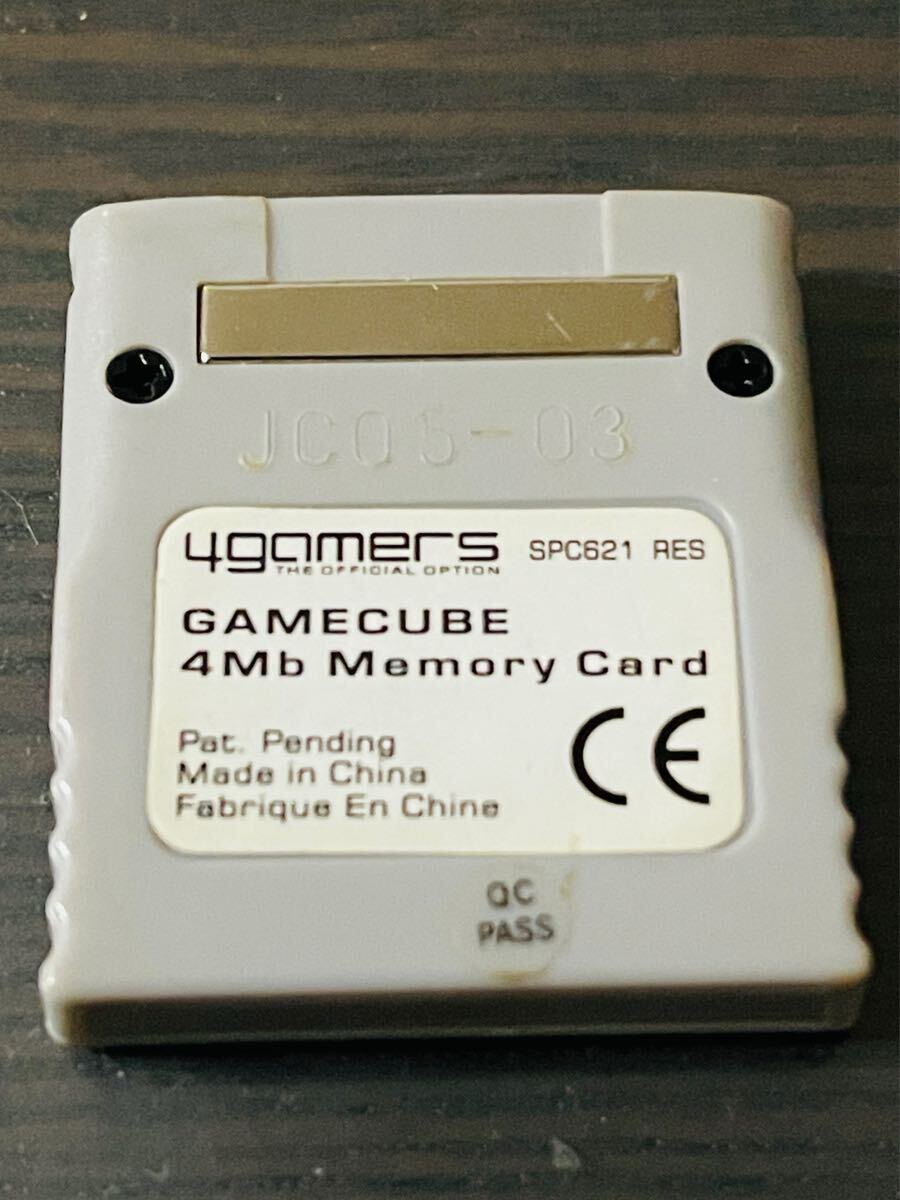 JC05-03
4gamers SPC621 RES
THE OFFICIAL OPTION
GAMECUBE
4Mb Memory Card
Pat. Pending
Made in China
Fabrique En Chine
CE
QC
PASS